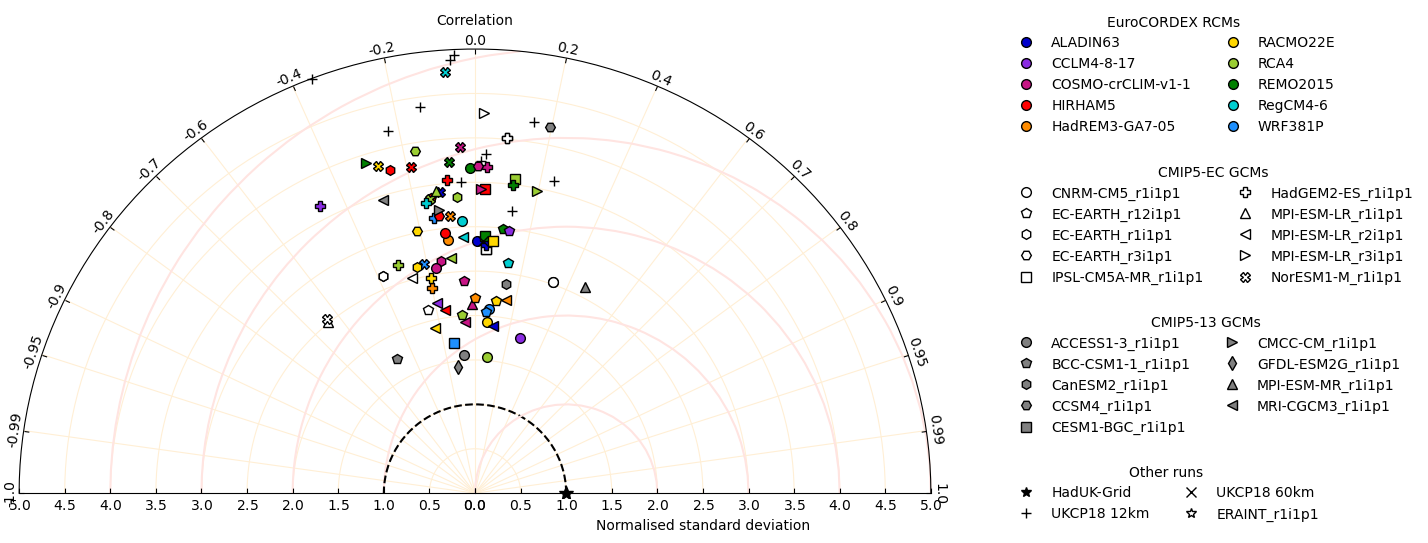 Correlation
-0.2 0.0 0.2
-0.4 0.4
-0.6 0.6
-0.7 0.7
-0.8 0.8
-0.9 0.9
-0.95 0.95
-0.99 0.99
-1.0 1.0
5.0 4.5 4.0 3.5 3.0 2.5 2.0 1.5 1.0 0.5 0.0 0.5 1.0 1.5 2.0 2.5 3.0 3.5 4.0 4.5 5.0
Normalised standard deviation
EuroCORDEX RCMs
ALADIN63 RACMO22E
CCLM4-8-17 RCA4
COSMO-crCLIM-v1-1 REMO2015
HIRHAM5 RegCM4-6
HadREM3-GA7-05 WRF381P
CMIP5-EC GCMs
CNRM-CM5_r1i1p1 HadGEM2-ES_r1i1p1
EC-EARTH_r12i1p1 MPI-ESM-LR_r1i1p1
EC-EARTH_r1i1p1 MPI-ESM-LR_r2i1p1
EC-EARTH_r3i1p1 MPI-ESM-LR_r3i1p1
IPSL-CM5A-MR_r1i1p1 NorESM1-M_r1i1p1
CMIP5-13 GCMs
ACCESS1-3_r1i1p1 CMCC-CM_r1i1p1
BCC-CSM1-1_r1i1p1 GFDL-ESM2G_r1i1p1
CanESM2_r1i1p1 MPI-ESM-MR_r1i1p1
CCSM4_r1i1p1 MRI-CGCM3_r1i1p1
CESM1-BGC_r1i1p1
Other runs
HadUK-Grid UKCP18 60km
UKCP18 12km ERAINT_r1i1p1